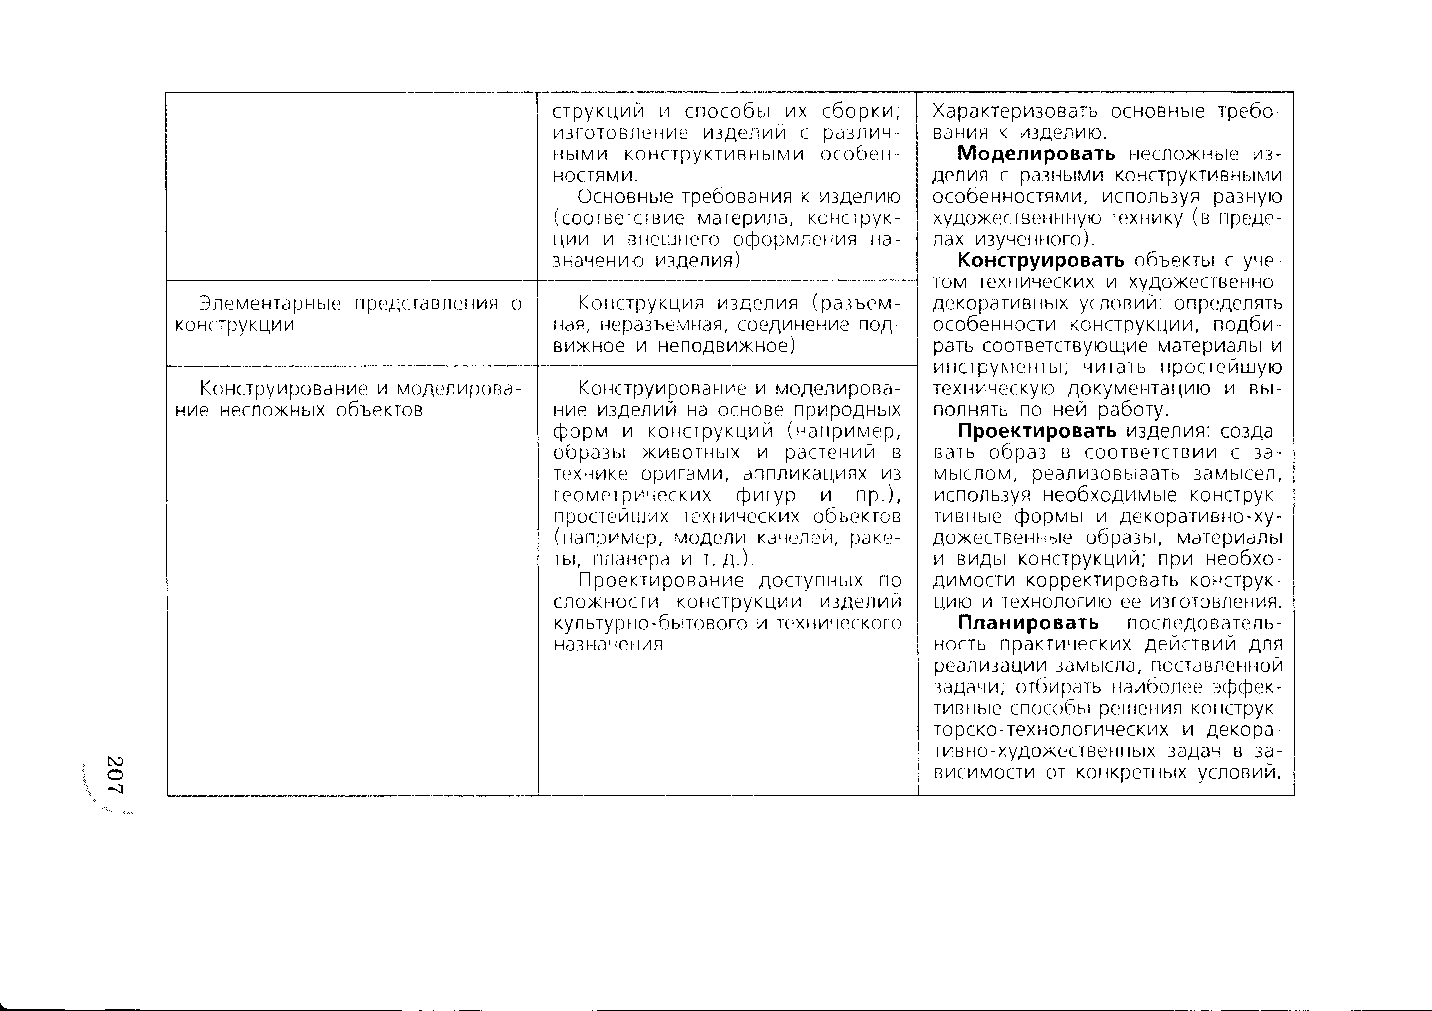 струкций и способы их сборки;
изготовление изделий с различ-
ными конструктивными особен-
ностями.
Основные требования к изделию
(соответствие материла, конструк-
ции и внешнего оформления на-
значению изделия)
Элементарные представления о
конструкции
Конструкция изделия (разъем-
ная, неразъемная, соединение под-
вижное и неподвижное)
Конструирование и моделирова-
ние несложных объектов
Конструирование и моделирова-
ние изделий на основе природных
форм и конструкций (например,
образы животных и растений в
технике оригами, аппликациях из
геометрических фигур и пр.),
простейших технических объектов
(например, модели качелей, раке-
ты, планера и т. д.).
Проектирование доступных по
сложности конструкции изделий
культурно-бытового и технического
назначения
Характеризовать основные требо-
вания к изделию.
Моделировать несложные из-
делия с разными конструктивными
особенностями, используя разную
художественнную технику (в преде-
лах изученного).
Конструировать объекты с уче-
том технических и художественно-
декоративных условий: определять
особенности конструкции, подби-
рать соответствующие материалы и
инструменты; читать простейшую
техническую документацию и вы-
полнять по ней работу.
Проектировать изделия: созда-
вать образ в соответствии с за-
мыслом, реализовывать замысел,
используя необходимые конструк-
тивные формы и декоративно-ху-
дожественные образы, материалы
и виды конструкций; при необхо-
димости корректировать конструк-
цию и технологию ее изготовления.
Планировать последователь-
ность практических действий для
реализации замысла, поставленной
задачи; отбирать наиболее эффек-
тивные способы решения конструк-
торско-технологических и декора-
тивно-художественных задач в за-
висимости от конкретных условий.
207